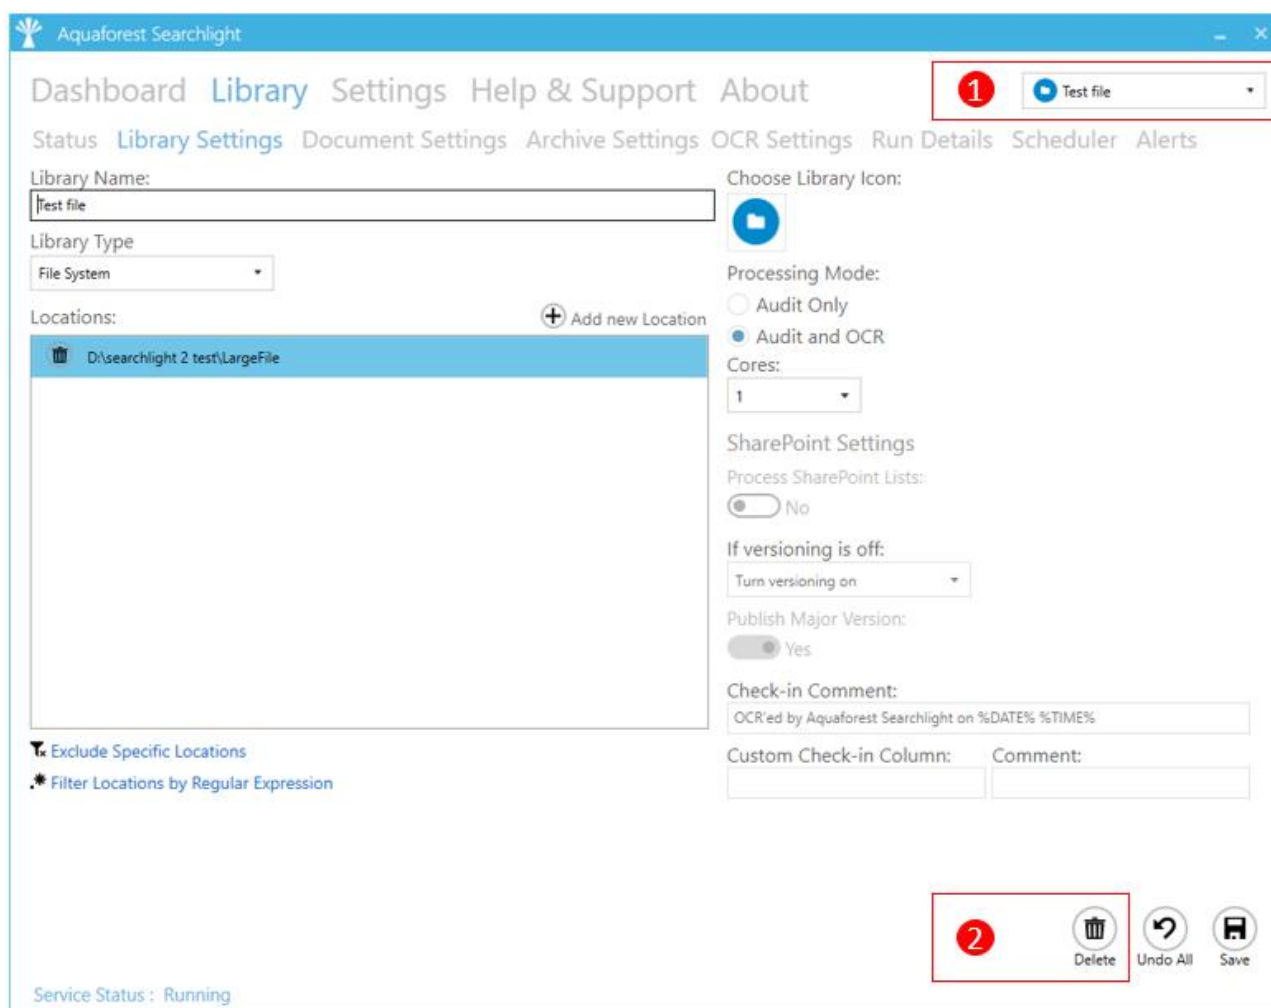 Aquaforest Searchlight
Dashboard Library Settings Help & Support About
1 Test file
Status Library Settings Document Settings Archive Settings OCR Settings Run Details Scheduler Alerts
Library Name:
Test file
Library Type
File System
Locations: Add new Location
D:\searchlight 2 test\LargeFile
Exclude Specific Locations
Filter Locations by Regular Expression
Choose Library Icon:
Processing Mode:
Audit Only
Audit and OCR
Cores:
1
SharePoint Settings
Process SharePoint Lists:
No
If versioning is off:
Turn versioning on
Publish Major Version:
Yes
Check-in Comment:
OCR'ed by Aquaforest Searchlight on %DATE% %TIME%
Custom Check-in Column: Comment:
2
Delete Undo All Save
Service Status : Running